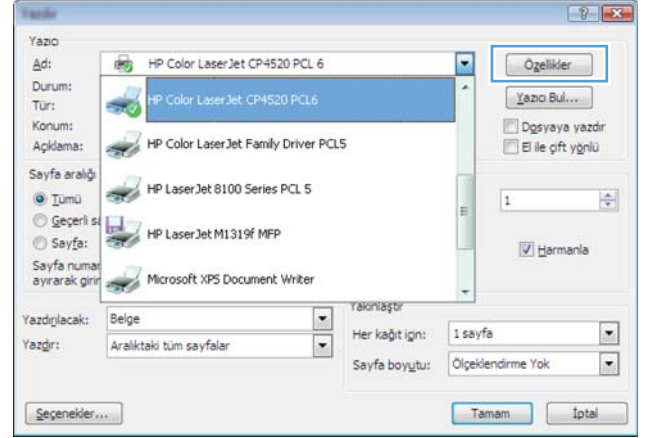 Yazdır
Yazıcı
Ad: HP Color LaserJet CP4520 PCL 6 Özelikler
Durum: HP Color LaserJet CP4520 PCL6 Yazıcı Bul...
Tür:
Konum: Dosyaya yazdır
Açıklama: HP Color LaserJet Family Driver PCL5 El ile çift yönlü
Sayfa aralığı
Tümü HP LaserJet 8100 Series PCL 5 1
Geçerli
Sayfa: HP LaserJet M1319f MFP Harmanla
Sayfa numar
ayırarak girir Microsoft XPS Document Writer
Yakınlaştır
Yazdırılacak: Belge
Her kağıt için: 1 sayfa
Yazdır: Aralıktaki tüm sayfalar
Sayfa boyutu: Ölçeklendirme Yok
Seçenekler... Tamam İptal